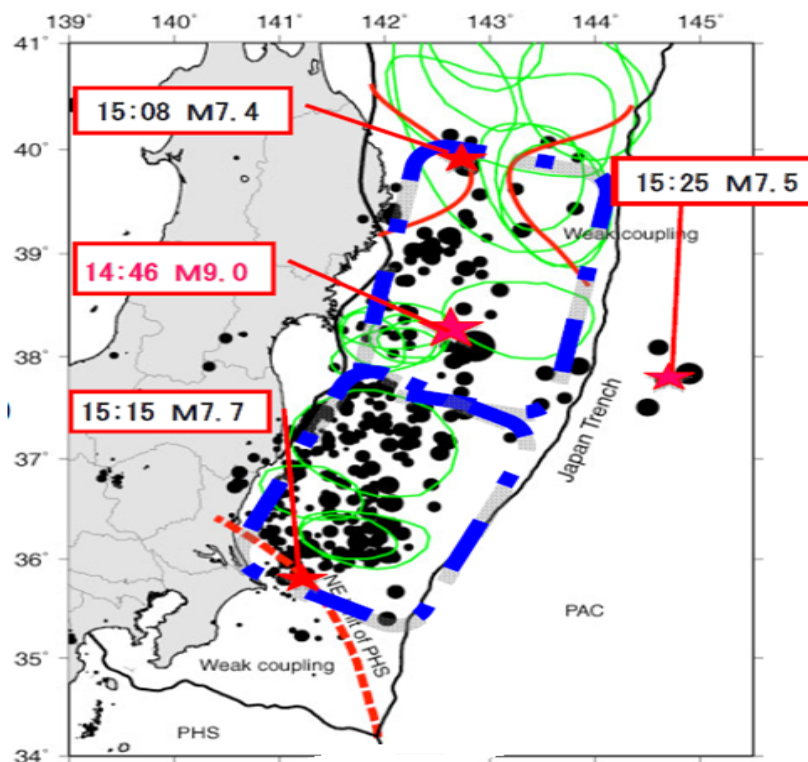 139° 140° 141° 142° 143° 144° 145°
41°
15:08 M7.4
40°
15:25 M7.5
39°
Weak coupling
14:46 M9.0
38°
15:15 M7.7
Japan Trench
37°
36°
PAC
35°
Weak coupling
of PHS
PHS
34°